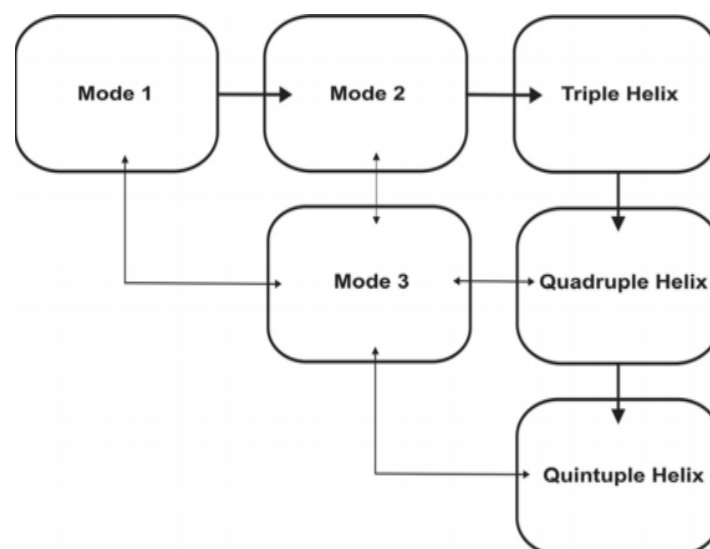 Mode 1
Mode 2
Triple Helix
Mode 3
Quadruple Helix
Quintuple Helix